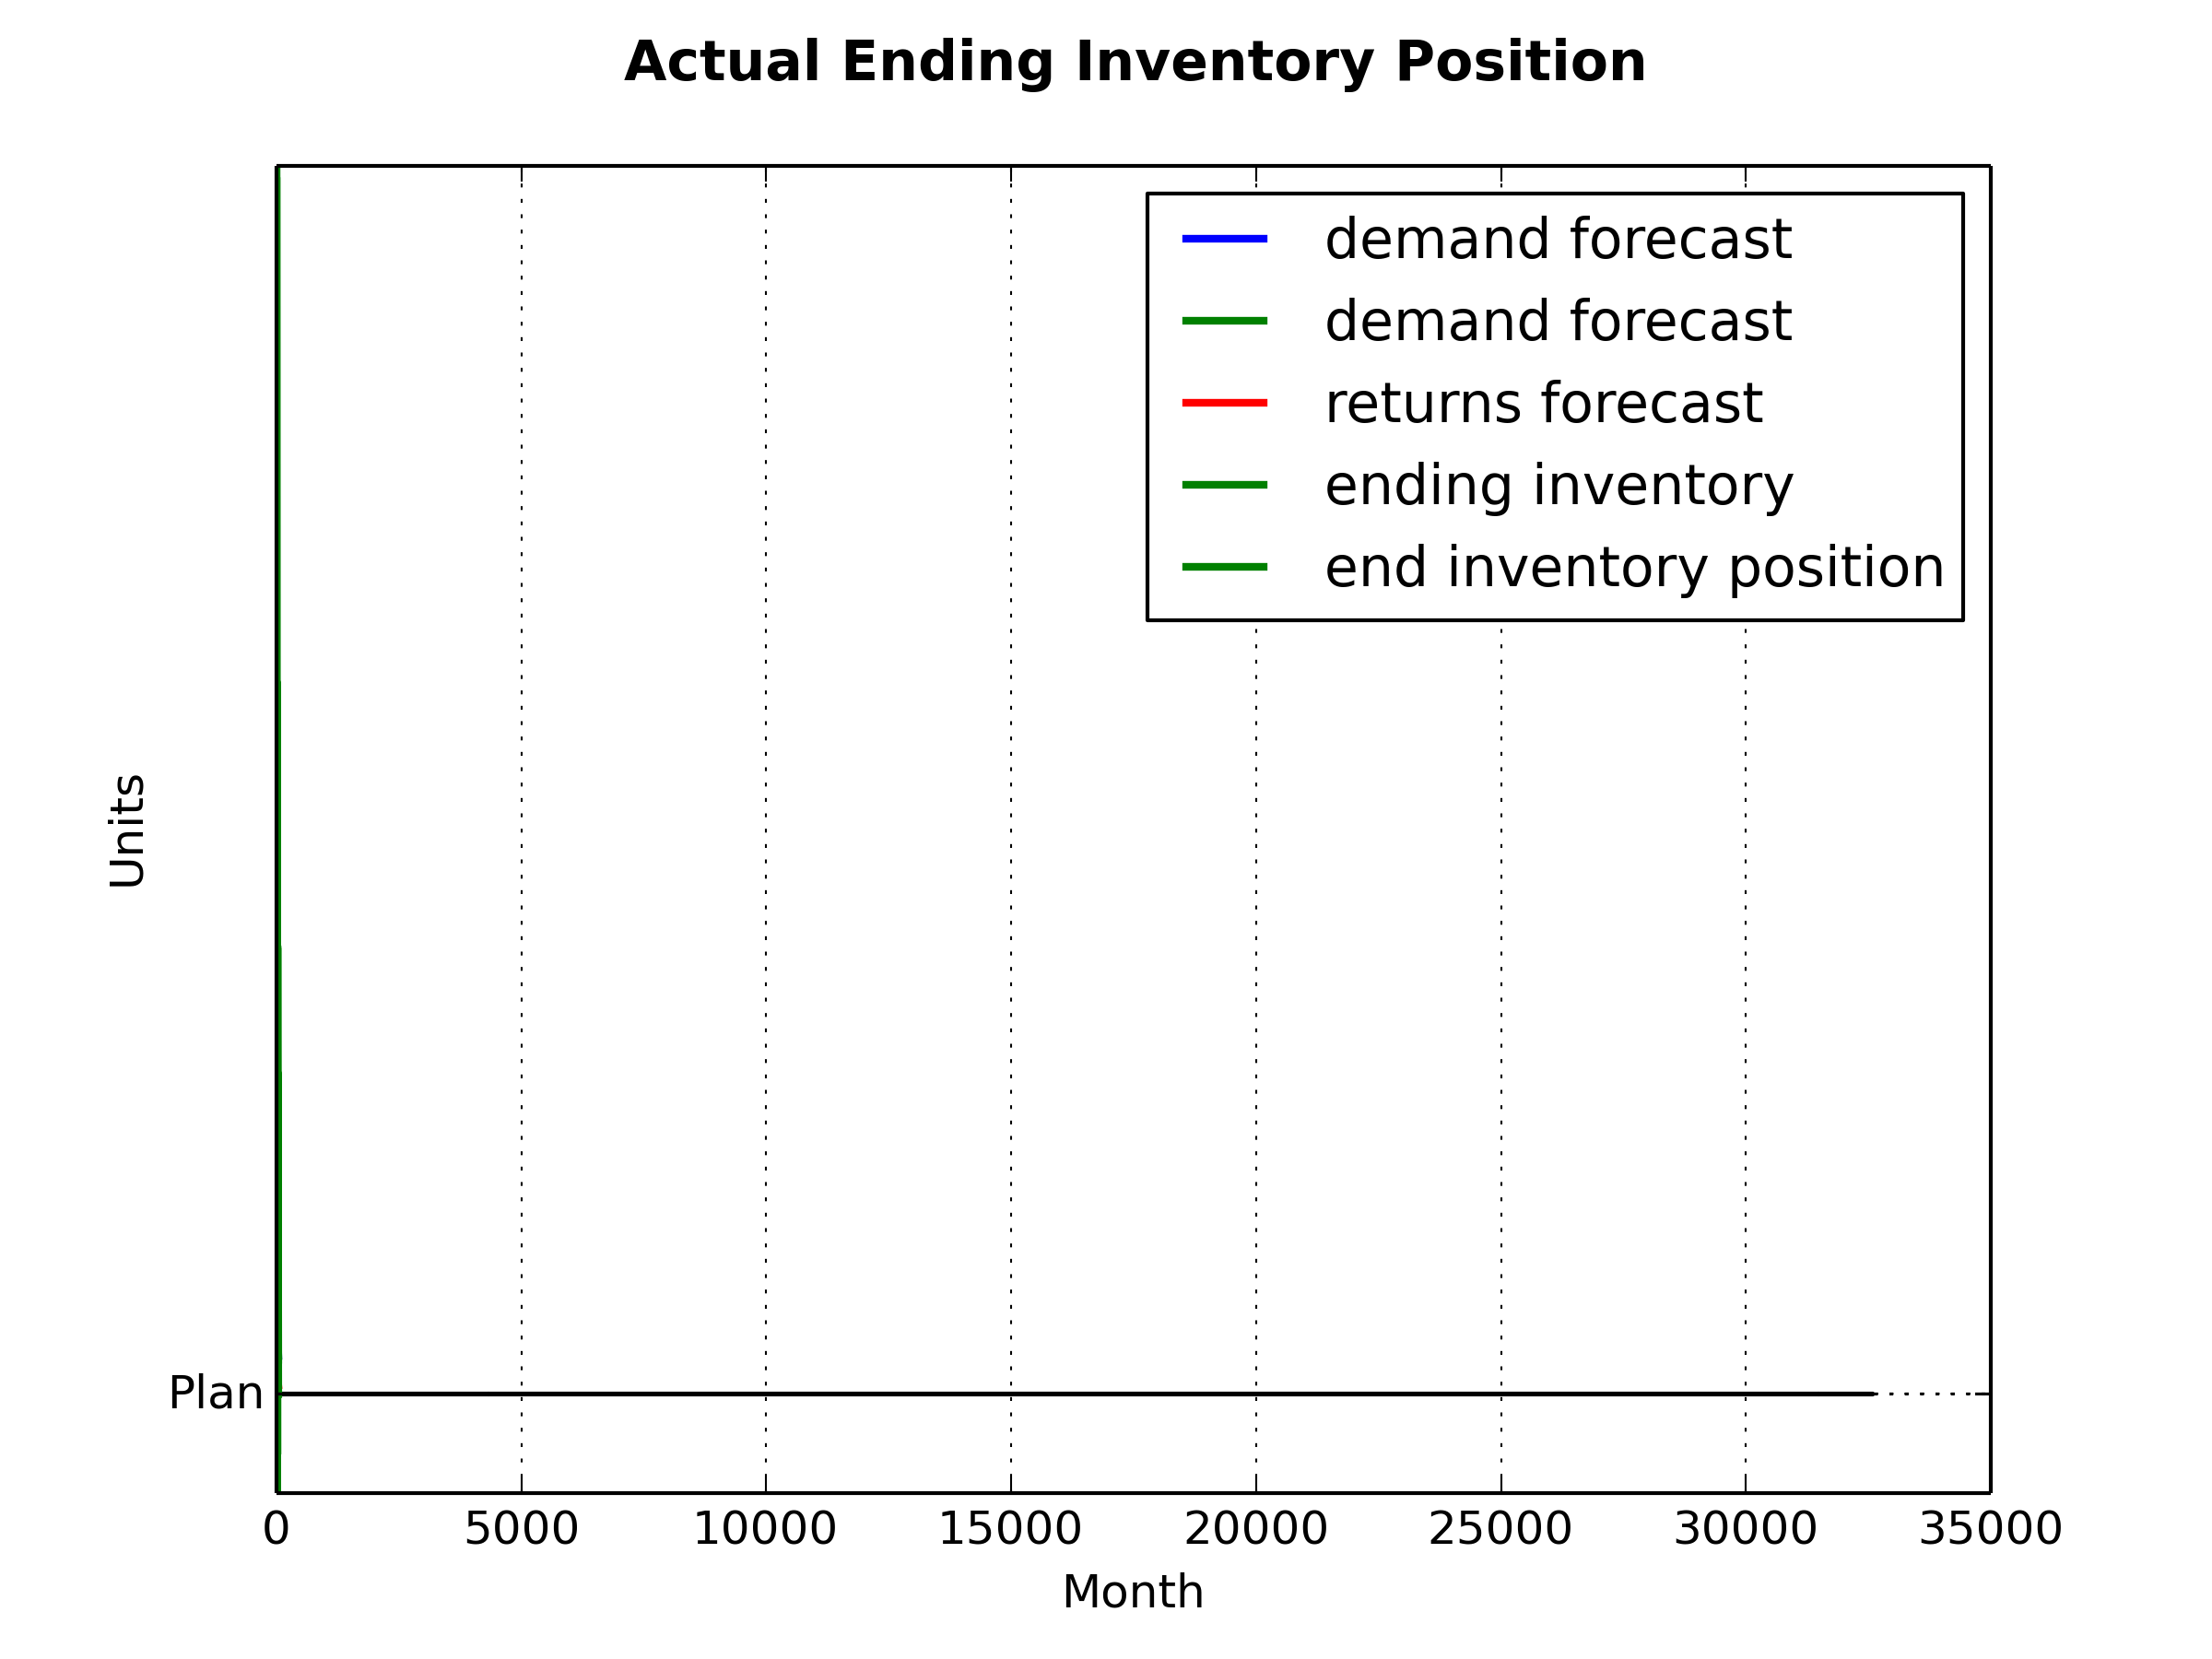 Actual Ending Inventory Position
demand forecast
demand forecast
returns forecast
ending inventory
end inventory position
Units
Plan
0 5000 10000 15000 20000 25000 30000 35000
Month